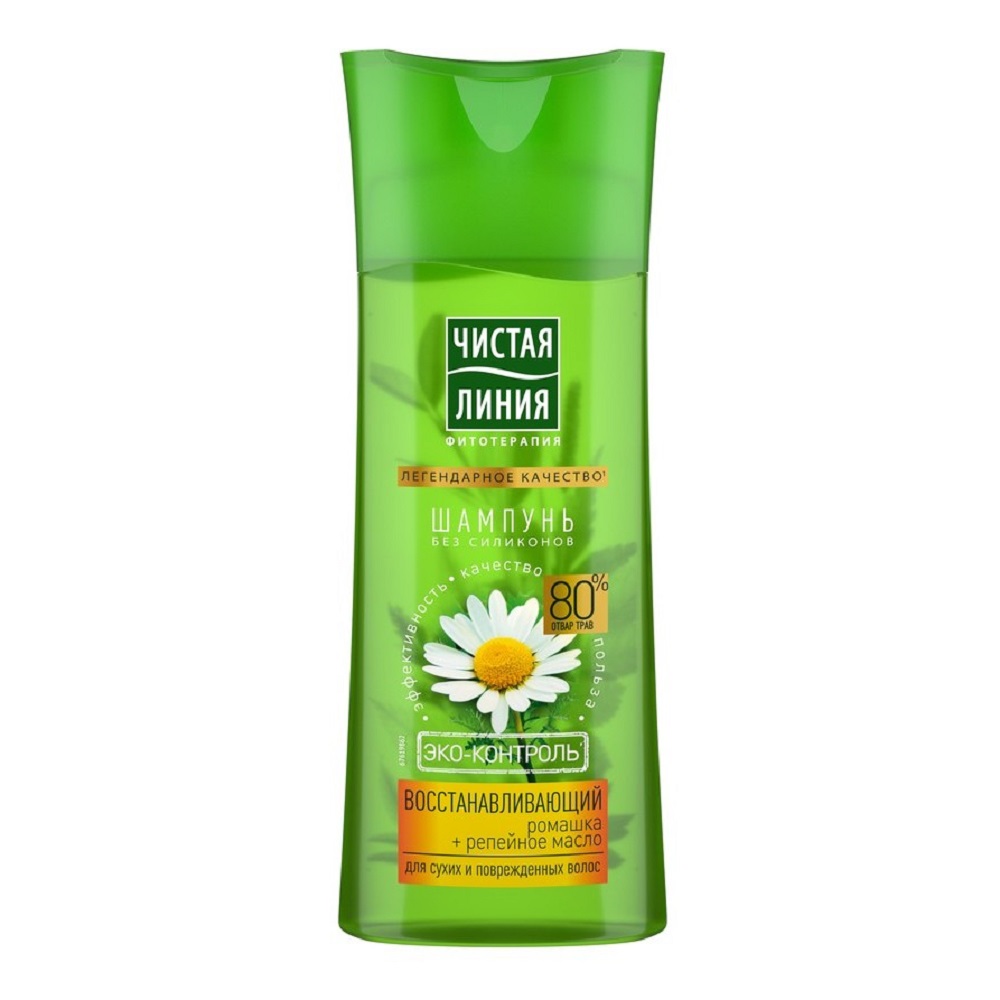 ЧИСТАЯ
ЛИНИЯ
ФИТОТЕРАПИЯ
ЛЕГЕНДАРНОЕ КАЧЕСТВО¹
ШАМПУНЬ
БЕЗ СИЛИКОНОВ
эффективность • качество • польза •
80%
ОТВАР ТРАВ
ЭКО-КОНТРОЛЬ
ВОССТАНАВЛИВАЮЩИЙ
ромашка
+ репейное масло
для сухих и поврежденных волос